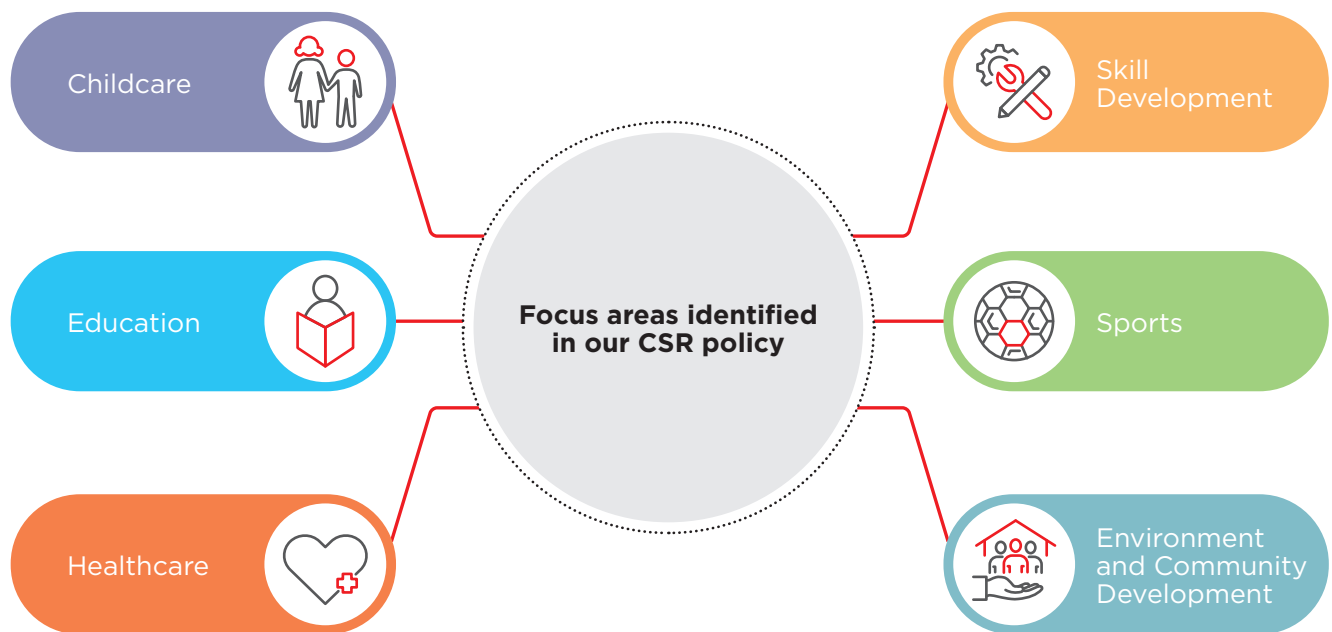 Childcare
Education
Healthcare
Focus areas identified
in our CSR policy
Skill
Development
Sports
Environment
and Community
Development